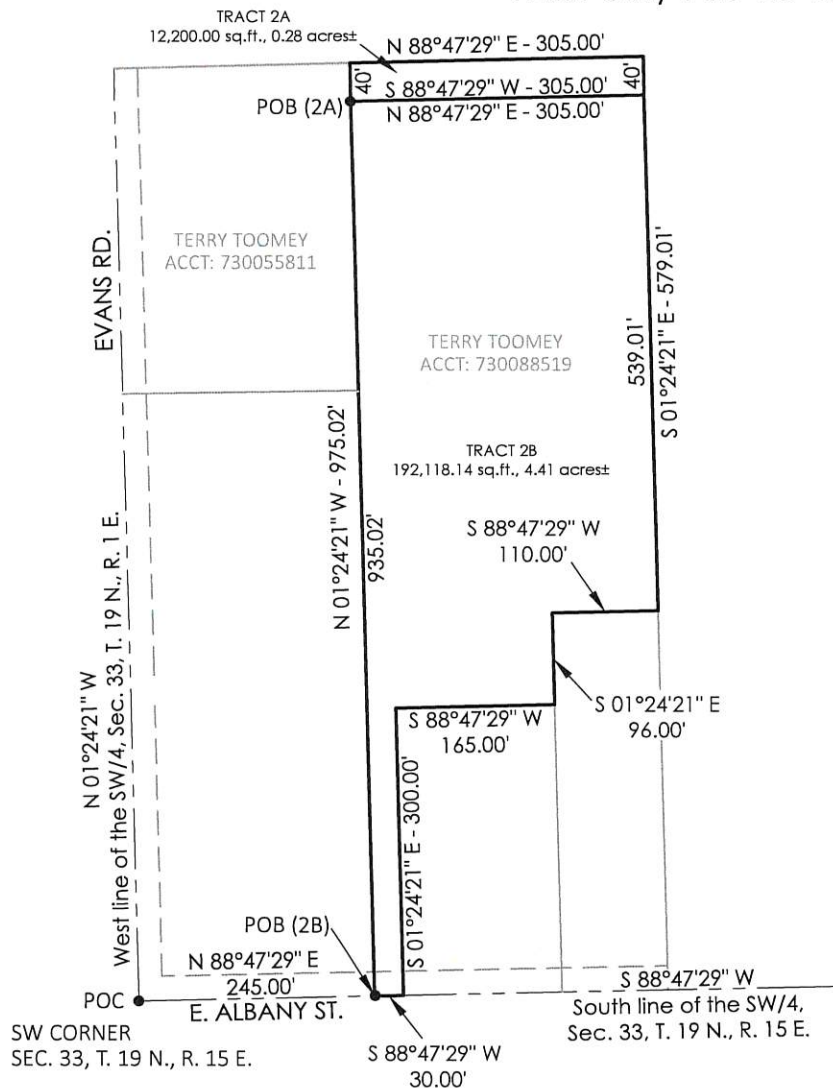 TRACT 2A
12,200.00 sq.ft., 0.28 acres±
N 88°47'29" E - 305.00'
40'
40'
S 88°47'29" W - 305.00'
POB (2A)
N 88°47'29" E - 305.00'
EVANS RD.
TERRY TOOMEY
ACCT: 730055811
TERRY TOOMEY
ACCT: 730088519
539.01'
S 01°24'21" E - 579.01'
N 01°24'21" W - 975.02'
935.02'
TRACT 2B
192,118.14 sq.ft., 4.41 acres±
S 88°47'29" W
110.00'
N 01°24'21" W
West line of the SW/4, Sec. 33, T. 19 N., R. 1 E.
S 01°24'21" E
96.00'
S 88°47'29" W
165.00'
S 01°24'21" E - 300.00'
POB (2B)
N 88°47'29" E
245.00'
S 88°47'29" W
POC
E. ALBANY ST.
South line of the SW/4,
Sec. 33, T. 19 N., R. 15 E.
SW CORNER
SEC. 33, T. 19 N., R. 15 E.
S 88°47'29" W
30.00'